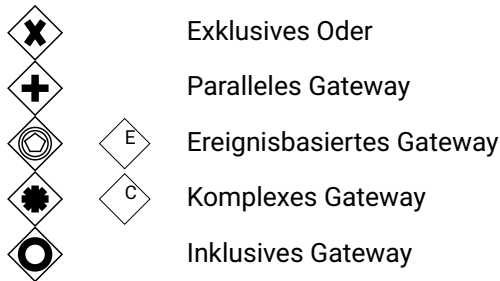 Exklusives Oder
Paralleles Gateway
E Ereignisbasiertes Gateway
C Komplexes Gateway
Inklusives Gateway